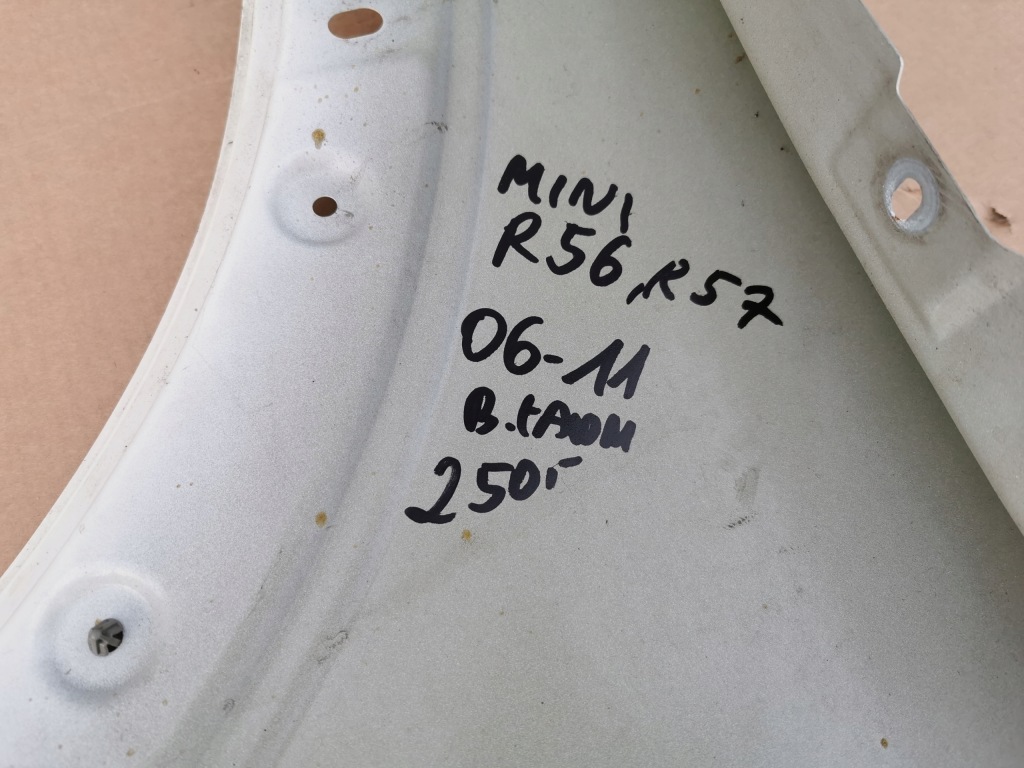 MINI
R56, R57
06-11
250,-